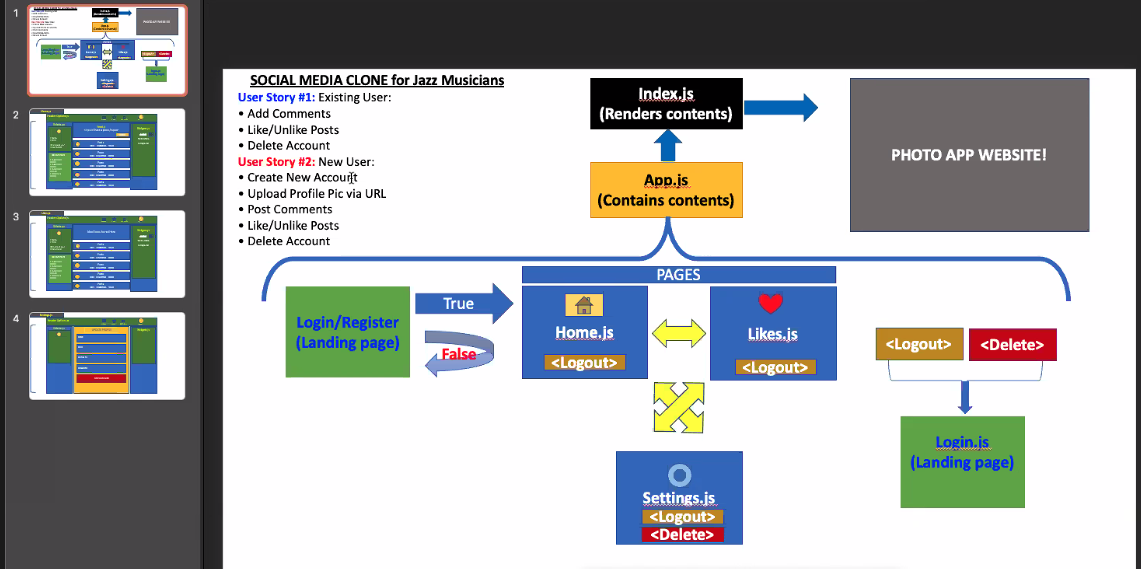 1
2
3
4
SOCIAL MEDIA CLONE for Jazz Musicians
User Story #1: Existing User:
• Add Comments
• Like/Unlike Posts
• Delete Account
User Story #2: New User:
• Create New Account
• Upload Profile Pic via URL
• Post Comments
• Like/Unlike Posts
• Delete Account
Index.js
(Renders contents)
PHOTO APP WEBSITE!
App.js
(Contains contents)
PAGES
Login/Register
(Landing page)
True
False
Home.js
<Logout>
Likes.js
<Logout>
Settings.js
<Logout>
<Delete>
<Logout>
<Delete>
Login.js
(Landing page)